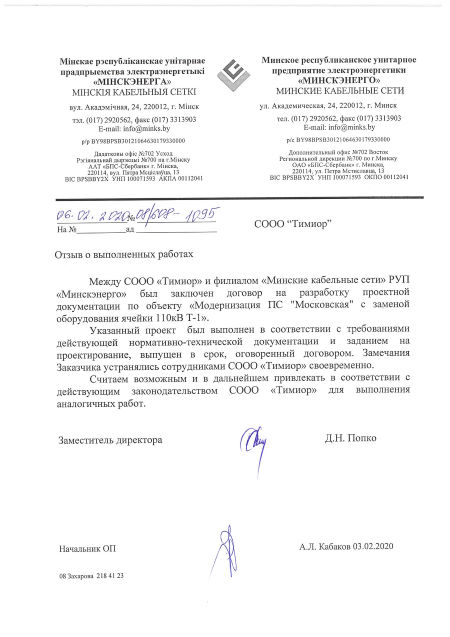 Мінскае рэспубліканскае унітарнае
прадпрыемства электраэнергетыкі
«МІНСКЭНЕРГА»
МІНСКІЯ КАБЕЛЬНЫЯ СЕТКІ
вул. Акадэмічная, 24, 220012, г. Мінск
тэл. (017) 2920562, факс (017) 3313903
E-mail: info@minks.by
р/р BY98BPSB30121064630179330000
Дадатковы офіс №702 Усход
Рэгіянальнай дырэкцыі №700 па г.Мінску
ААТ «БПС-Сбербанк» г. Мінск,
220114, вул. Пятра Мсціслаўца, 13
BIC BPSBBY2X УНП 100071593 АКПА 00112041
Минское республиканское унитарное
предприятие электроэнергетики
«МИНСКЭНЕРГО»
МИНСКИЕ КАБЕЛЬНЫЕ СЕТИ
ул. Академическая, 24, 220012, г. Минск
тел. (017) 2920562, факс (017) 3313903
E-mail: info@minks.by
р/с BY98BPSB30121064630179330000
Дополнительный офис №702 Восток
Региональной дирекции №700 по г.Минску
ОАО «БПС-Сбербанк» г. Минска,
220114, ул. Петра Мстиславца, 13
BIC BPSBBY2X УНП 100071593 ОКПО 00112041
06.02.2020 № 08/608-1095
На № ад
СООО “Тимиор”
Отзыв о выполненных работах
Между СООО «Тимиор» и филиалом «Минские кабельные сети» РУП
«Минскэнерго» был заключен договор на разработку проектной
документации по объекту «Модернизация ПС "Московская" с заменой
оборудования ячейки 110кВ Т-1».
Указанный проект был выполнен в соответствии с требованиями
действующей нормативно-технической документации и заданием на
проектирование, выпущен в срок, оговоренный договором. Замечания
Заказчика устранялись сотрудниками СООО «Тимиор» своевременно.
Считаем возможным и в дальнейшем привлекать в соответствии с
действующим законодательством СООО «Тимиор» для выполнения
аналогичных работ.
Заместитель директора Д.Н. Попко
Начальник ОП А.Л. Кабаков 03.02.2020
08 Захарова 218 41 23